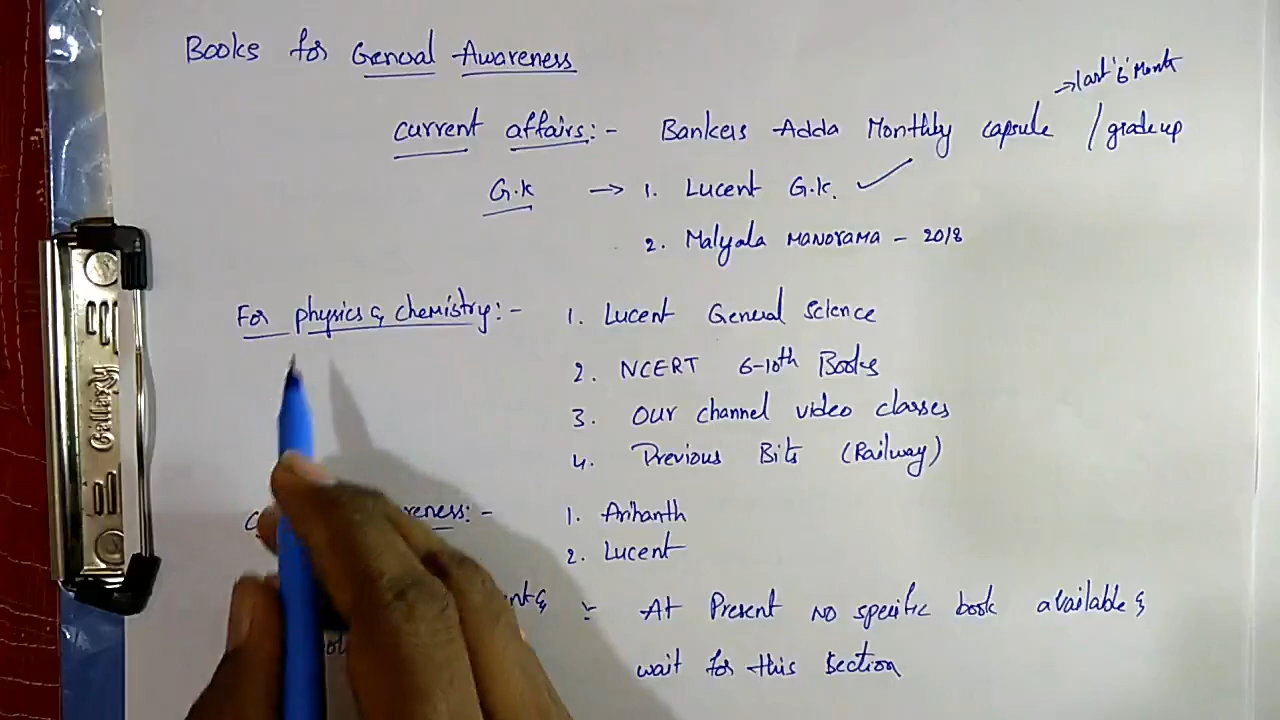 Books for General Awareness
→last 6 Month
current affairs:- Bankers Adda Monthly capsule / gradeup
G.K → 1. Lucent G.K. ✓
2. Malyala MANORAMA - 2018
For physics & chemistry:- 1. Lucent General Science
2. NCERT 6-10th Books
3. Our channel video classes
4. Previous Bits (Railway)
1. Arihanth
2. Lucent
At Present no specific book available &
wait for this section
Gallary